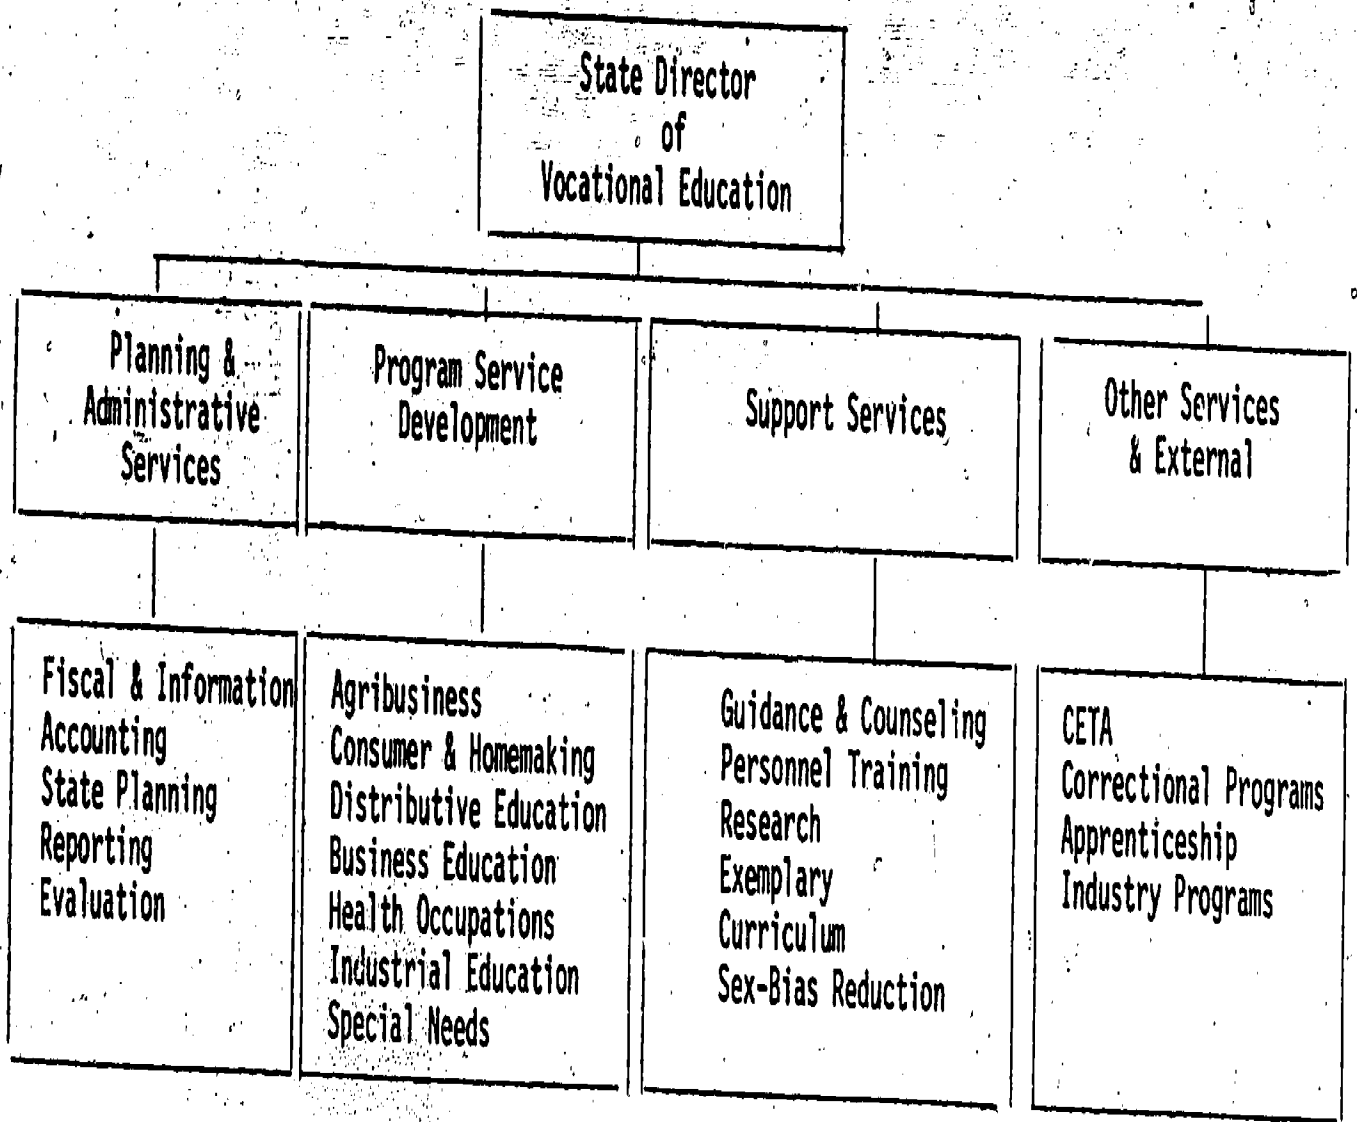 State Director
of
Vocational Education
Planning &
Administrative
Services
Program Service
Development
Support Services
Other Services
& External
Fiscal & Information
Accounting
State Planning
Reporting
Evaluation
Agribusiness
Consumer & Homemaking
Distributive Education
Business Education
Health Occupations
Industrial Education
Special Needs
Guidance & Counseling
Personnel Training
Research
Exemplary
Curriculum
Sex-Bias Reduction
CETA
Correctional Programs
Apprenticeship
Industry Programs